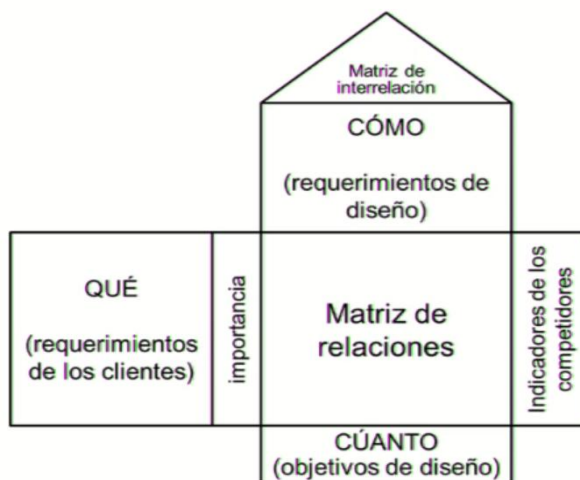 Matriz de
interrelación
CÓMO
(requerimientos de
diseño)
QUÉ
(requerimientos
de los clientes)
importancia
Matriz de
relaciones
Indicadores de los
competidores
CÚANTO
(objetivos de diseño)